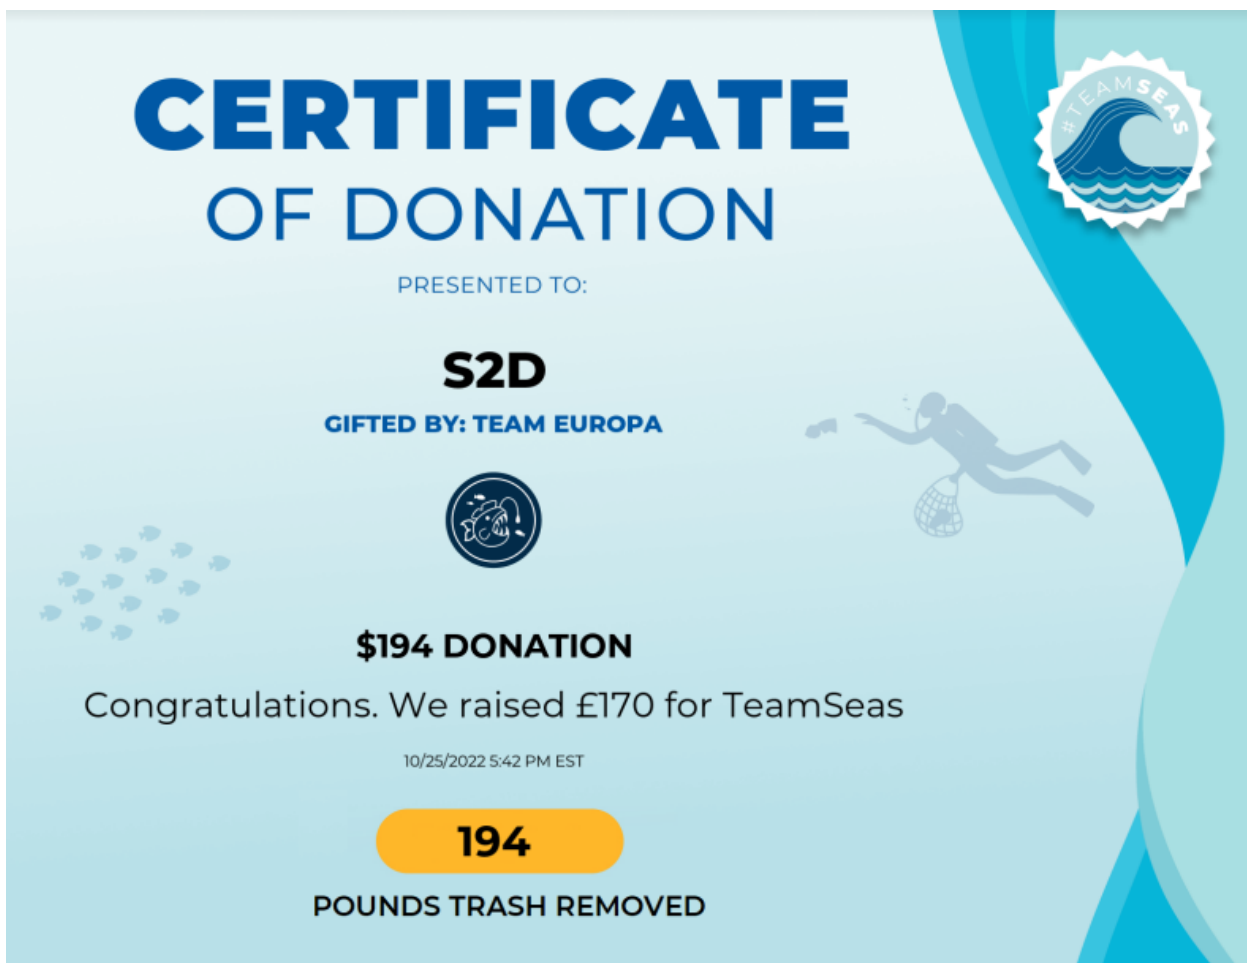 CERTIFICATE
OF DONATION
#TEAMSEAS
PRESENTED TO:
S2D
GIFTED BY: TEAM EUROPA
$194 DONATION
Congratulations. We raised £170 for TeamSeas
10/25/2022 5:42 PM EST
194
POUNDS TRASH REMOVED